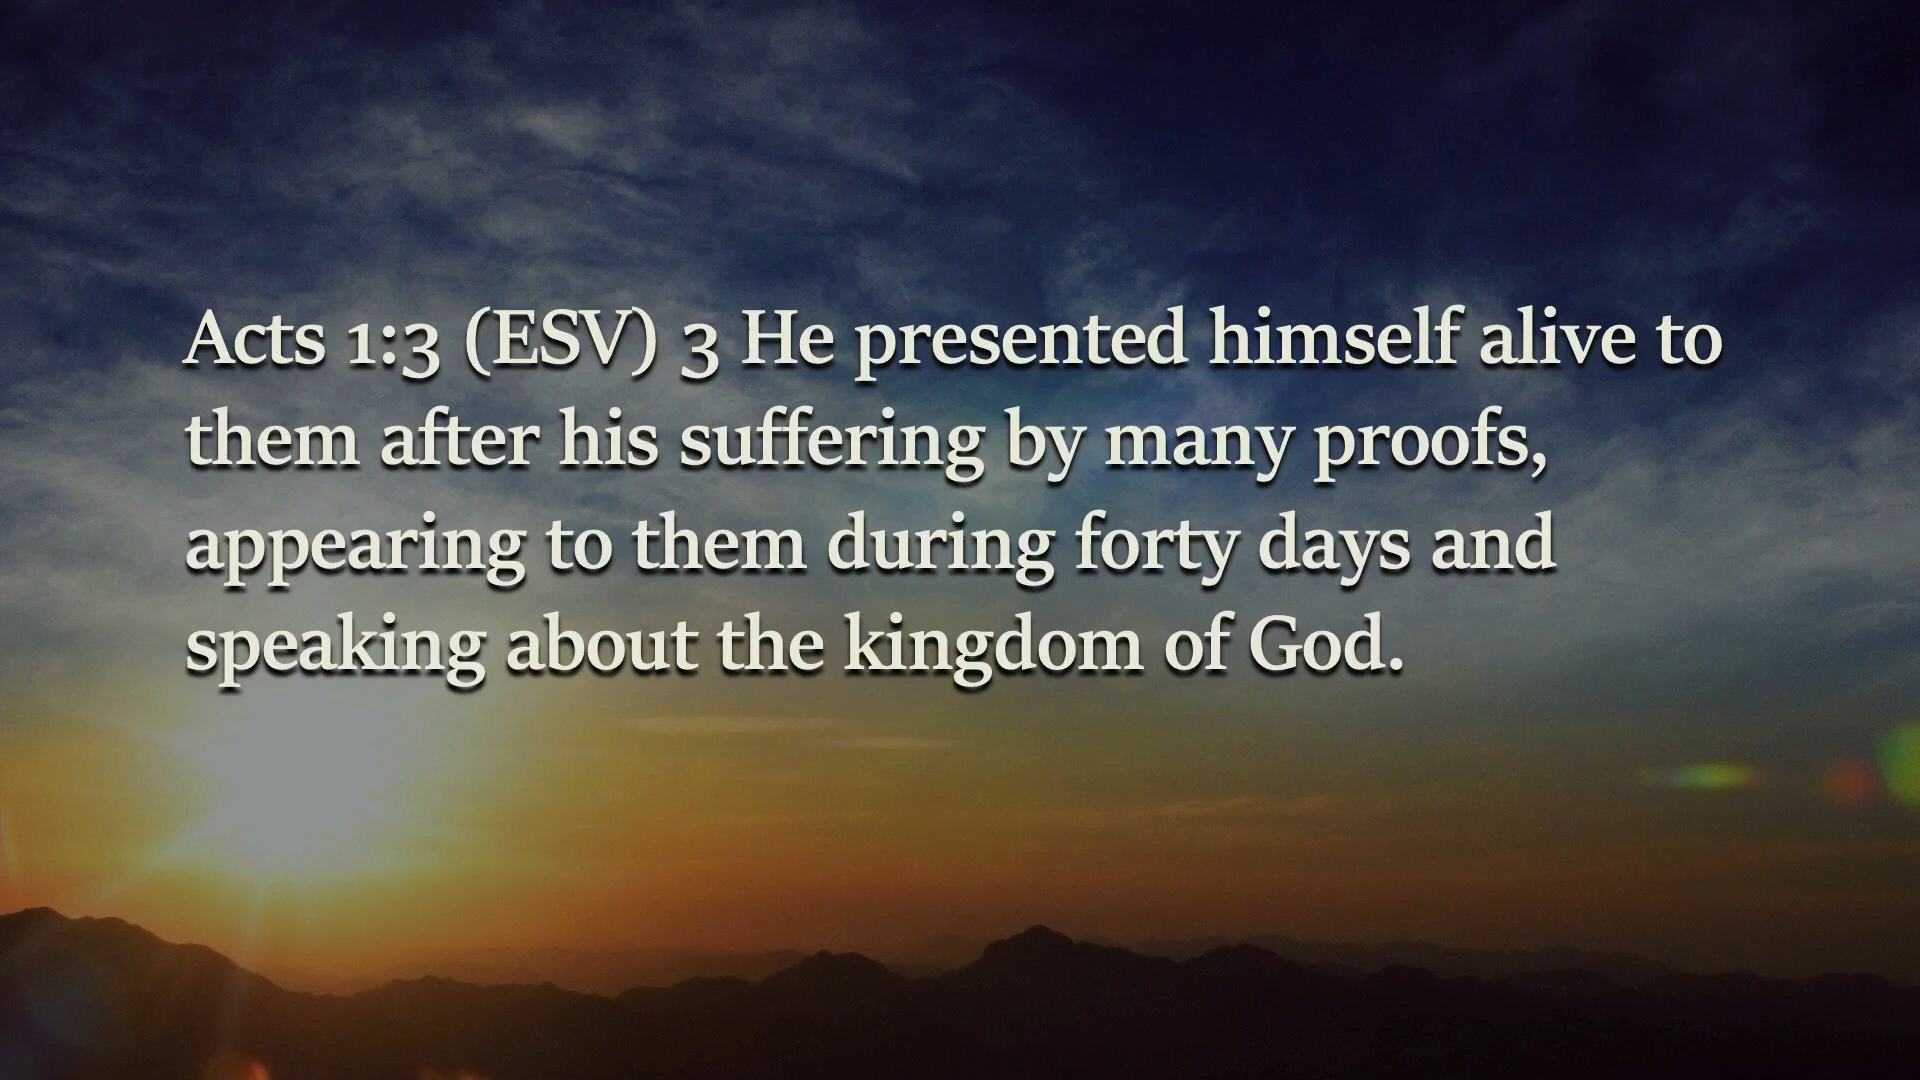 Acts 1:3 (ESV) 3 He presented himself alive to
them after his suffering by many proofs,
appearing to them during forty days and
speaking about the kingdom of God.